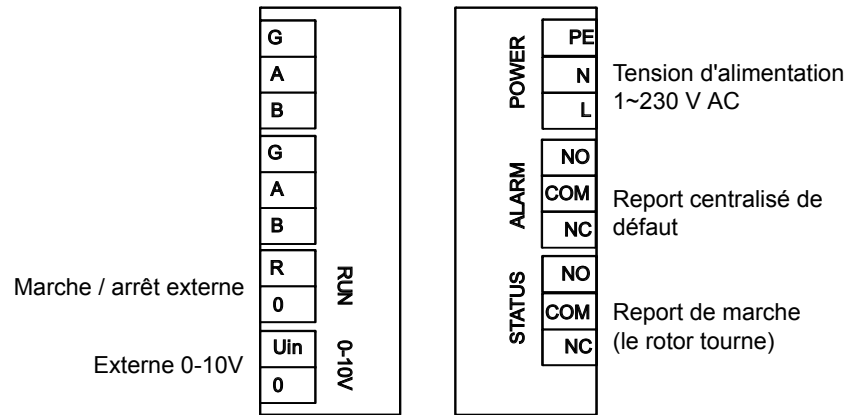 G
A
B
G
A
B
Marche / arrêt externe
R
0
RUN
Externe 0-10V
Uin
0
0-10V
POWER
PE
N
L
Tension d'alimentation
1~230 V AC
ALARM
NO
COM
NC
Report centralisé de
défaut
STATUS
NO
COM
NC
Report de marche
(le rotor tourne)